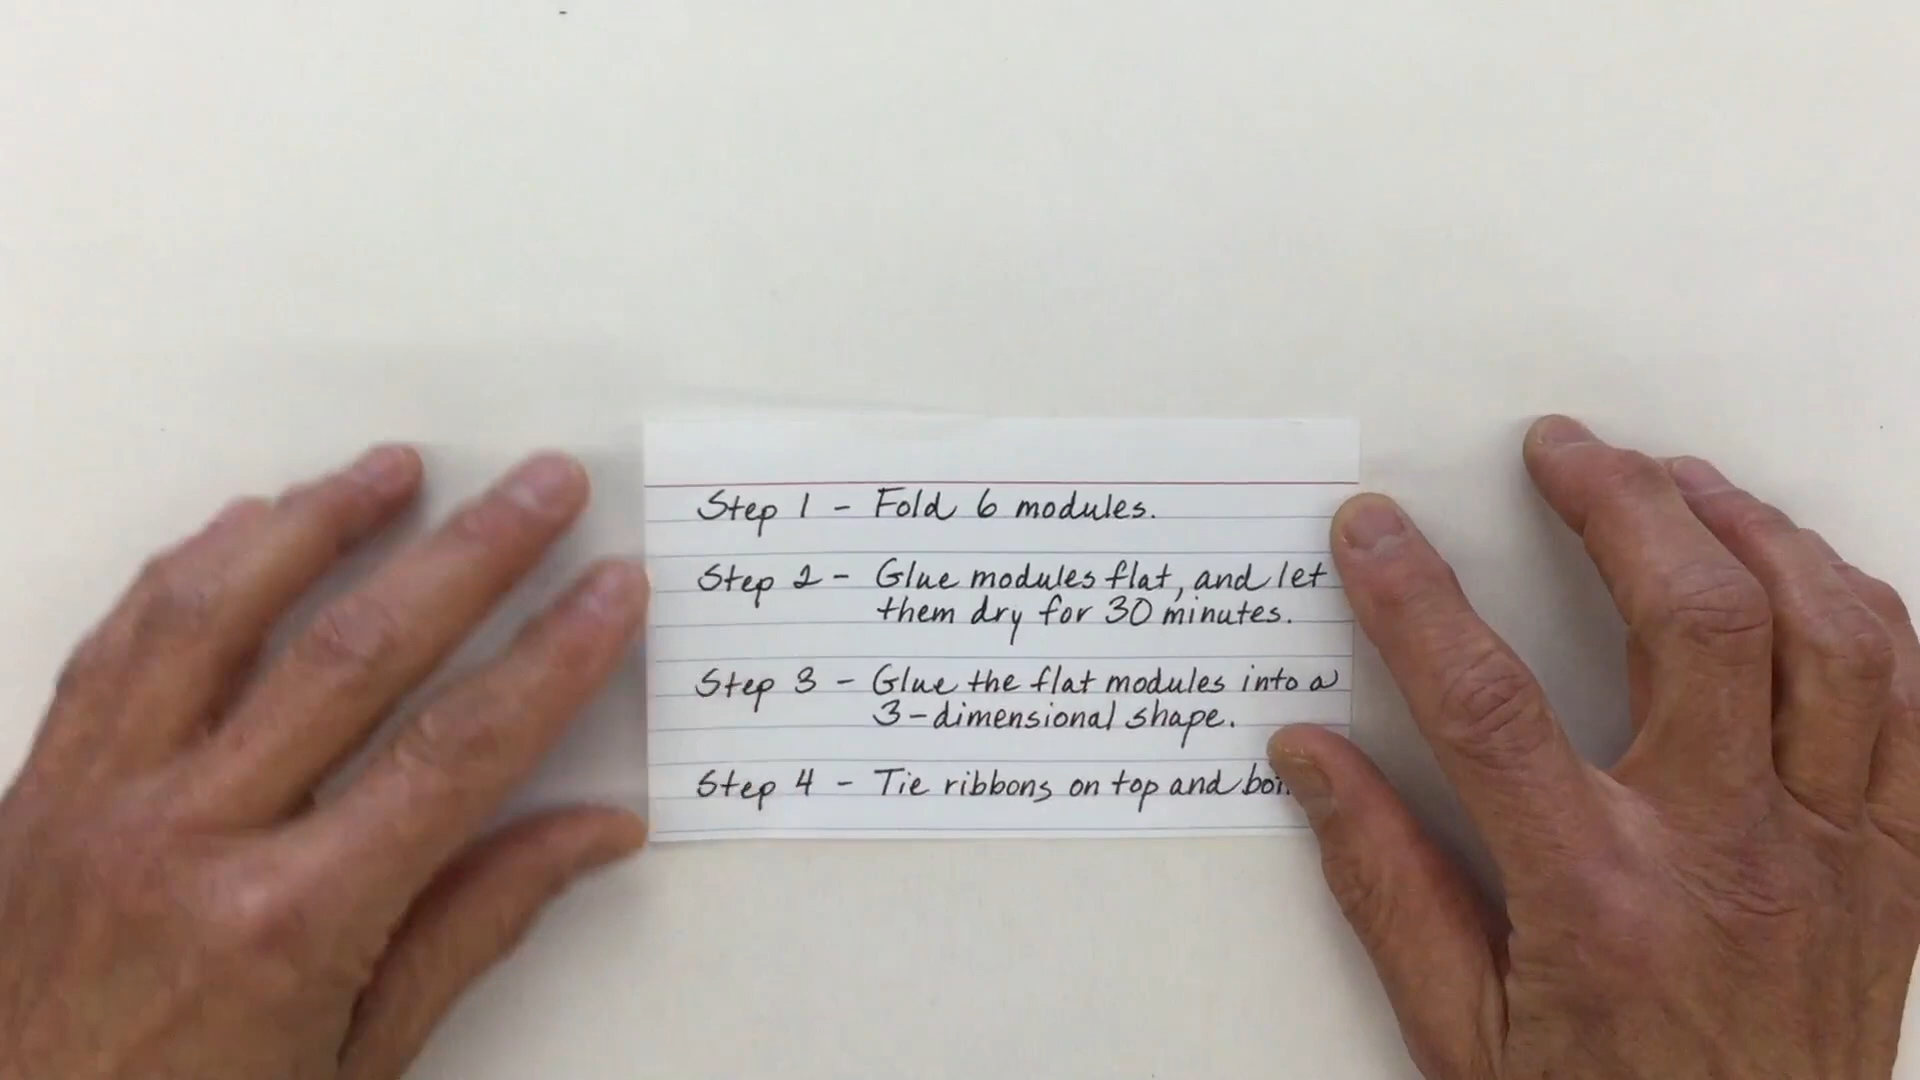 Step 1 - Fold 6 modules.
Step 2 - Glue modules flat, and let
them dry for 30 minutes.
Step 3 - Glue the flat modules into a
3-dimensional shape.
Step 4 - Tie ribbons on top and